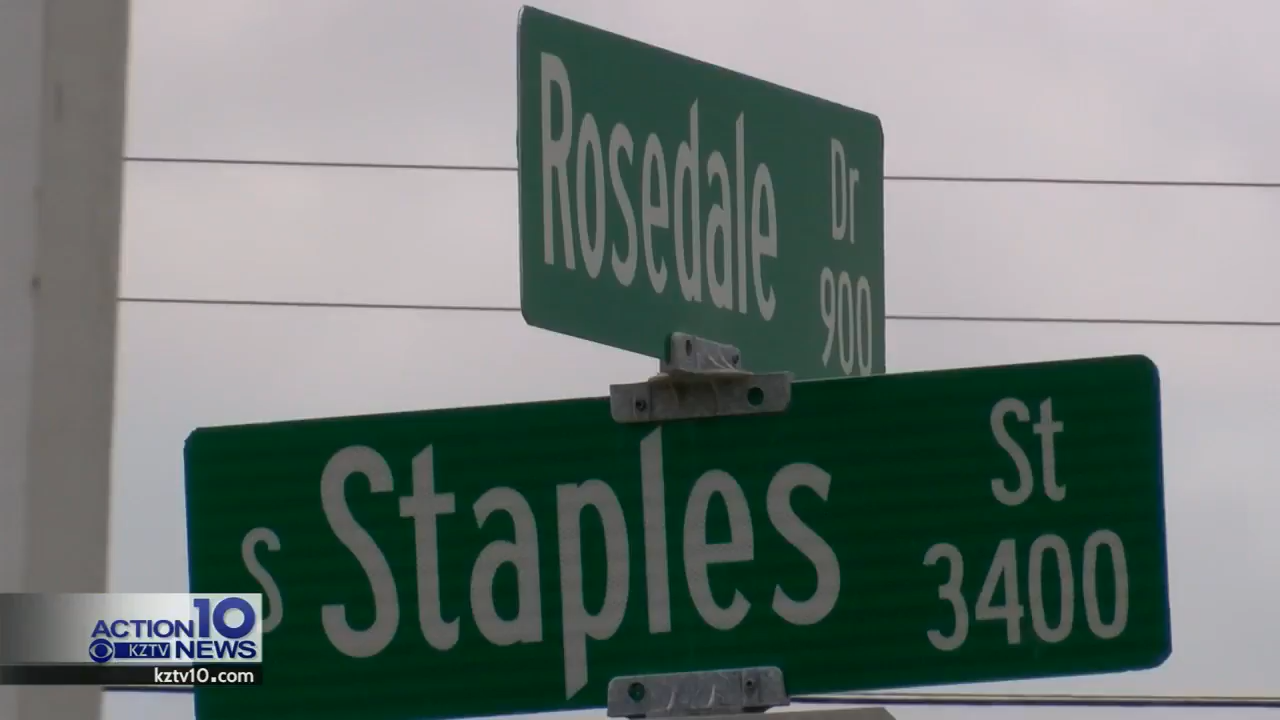 Rosedale Dr
900
S Staples St
3400
ACTION 10
KZTV NEWS
kztv10.com